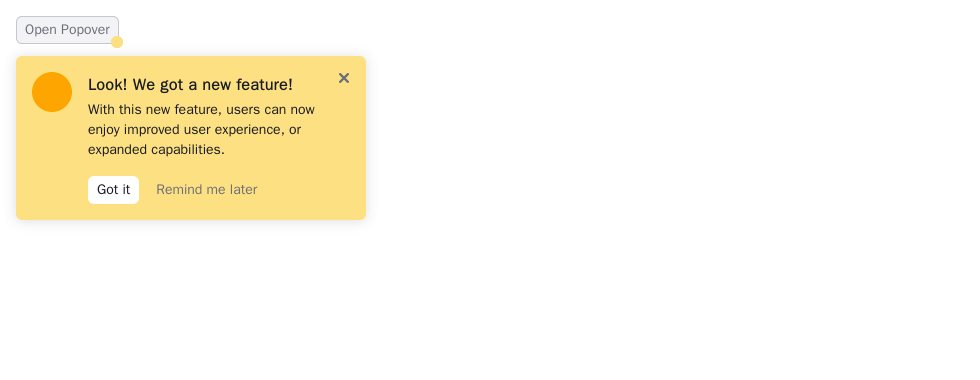 Open Popover
Look! We got a new feature!
With this new feature, users can now
enjoy improved user experience, or
expanded capabilities.
Got it
Remind me later